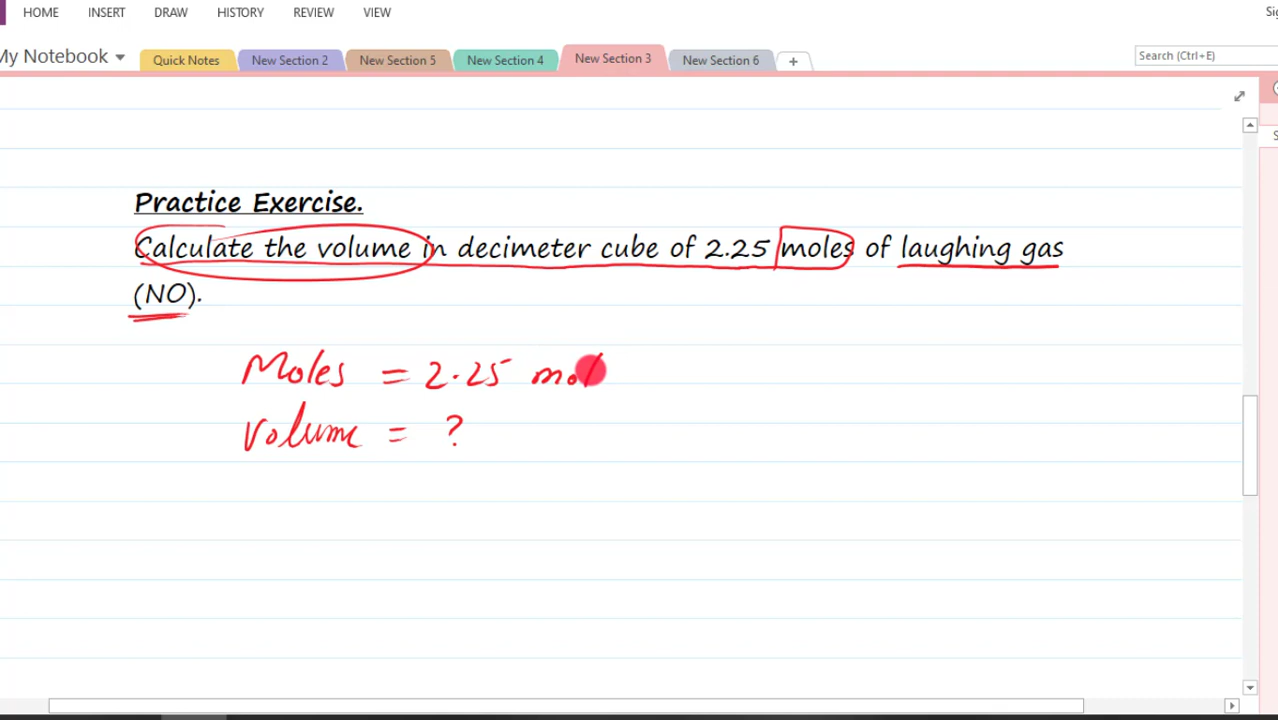 HOME INSERT DRAW HISTORY REVIEW VIEW
My Notebook Quick Notes New Section 2 New Section 5 New Section 4 New Section 3 New Section 6 + Search (Ctrl+E)
Practice Exercise.
Calculate the volume in decimeter cube of 2.25 moles of laughing gas
(NO).
Moles = 2.25 mol
Volume = ?